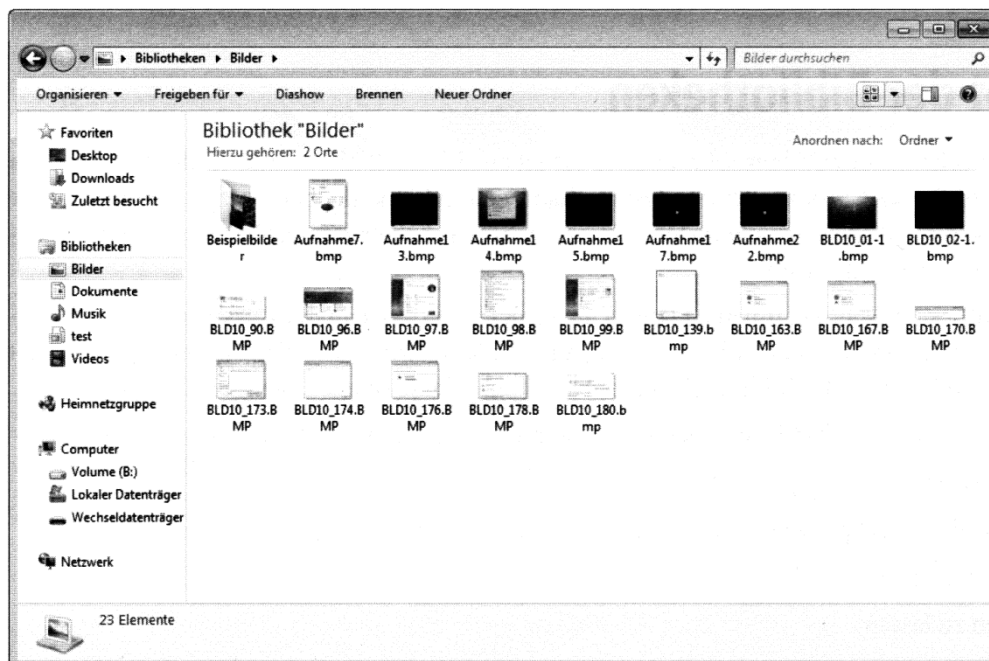 Bibliotheken Bilder
Bilder durchsuchen
Organisieren Freigeben für Diashow Brennen Neuer Ordner
Favoriten
Desktop
Downloads
Zuletzt besucht
Bibliotheken
Bilder
Dokumente
Musik
test
Videos
Heimnetzgruppe
Computer
Volume (B:)
Lokaler Datenträger
Wechseldatenträger
Netzwerk
Bibliothek "Bilder"
Hierzu gehören: 2 Orte
Anordnen nach: Ordner
Beispielbilde Aufnahme7. Aufnahme1 Aufnahme1 Aufnahme1 Aufnahme1 Aufnahme2 BLD10_01-1 BLD10_02-1.
r bmp 3.bmp 4.bmp 5.bmp 7.bmp 2.bmp .bmp bmp
BLD10_90.B BLD10_96.B BLD10_97.B BLD10_98.B BLD10_99.B BLD10_139.b BLD10_163.B BLD10_167.B BLD10_170.B
MP MP MP MP MP mp MP MP MP
BLD10_173.B BLD10_174.B BLD10_176.B BLD10_178.B BLD10_180.b
MP MP MP MP mp
23 Elemente